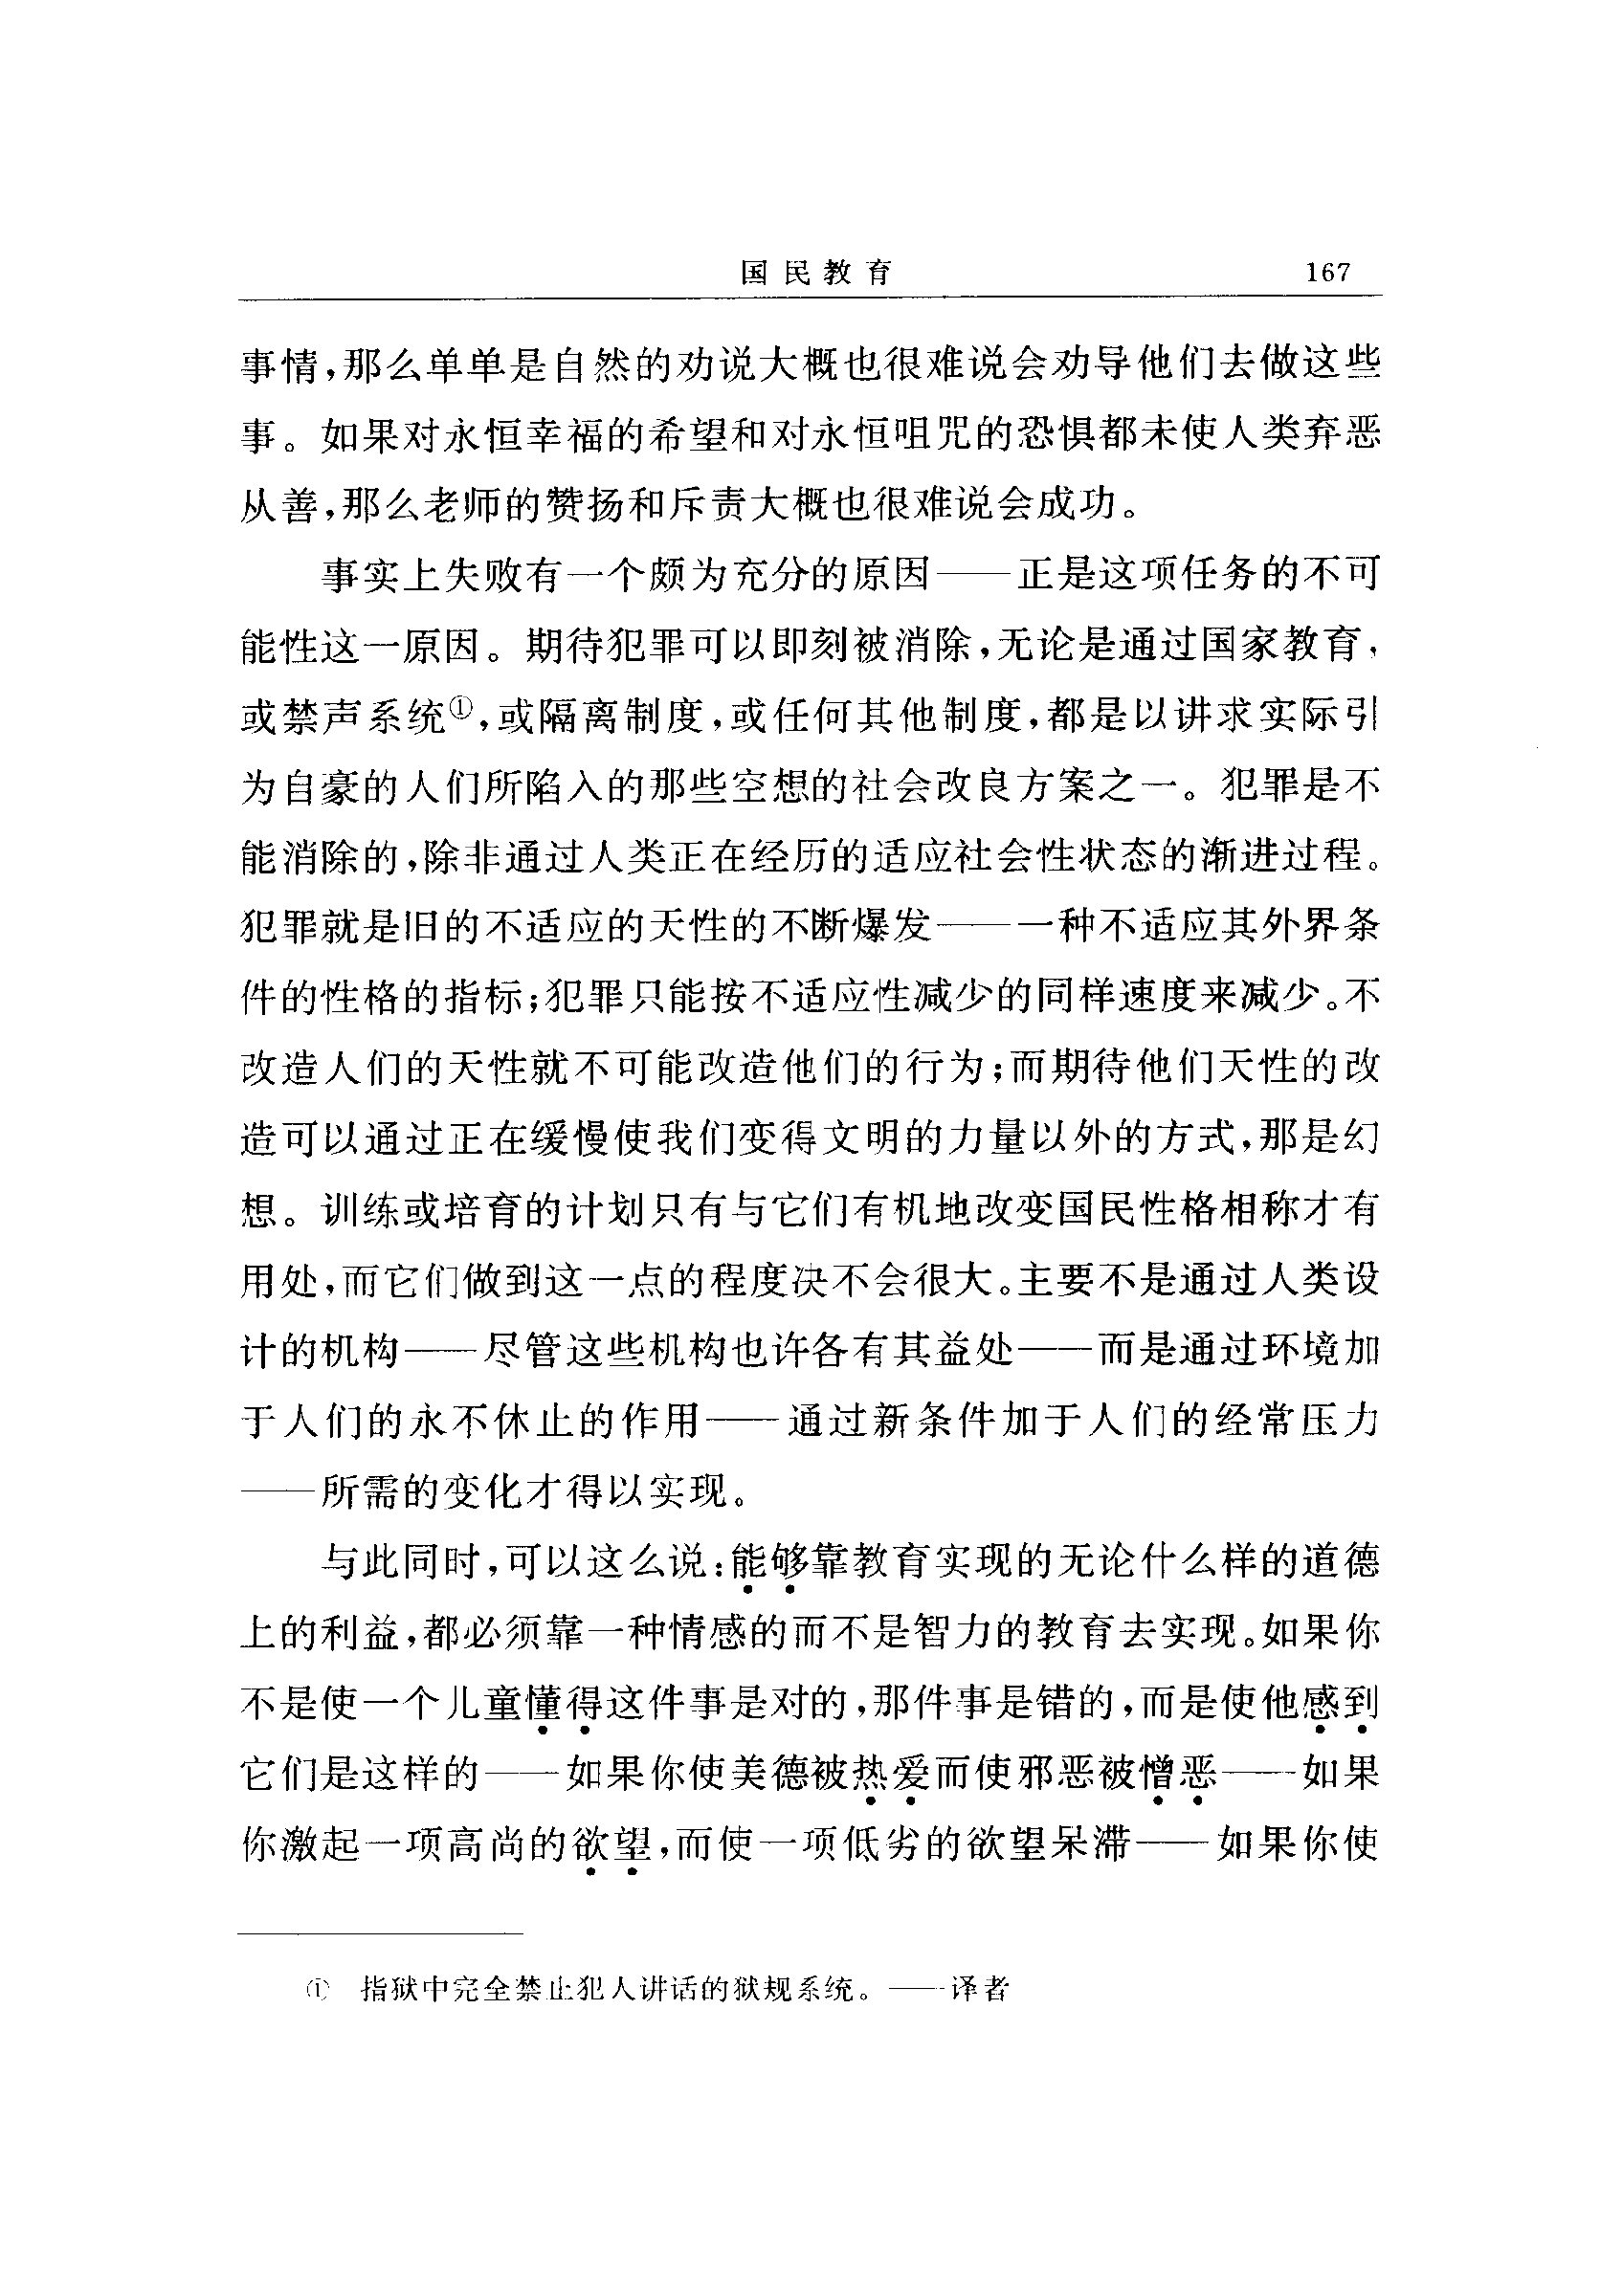 国民教育 167
事情,那么单单是自然的劝说大概也很难说会劝导他们去做这些
事。如果对永恒幸福的希望和对永恒咀咒的恐惧都未使人类弃恶
从善,那么老师的赞扬和斥责大概也很难说会成功。
事实上失败有一个颇为充分的原因——正是这项任务的不可
能性这一原因。期待犯罪可以即刻被消除,无论是通过国家教育,
或禁声系统①,或隔离制度,或任何其他制度,都是以讲求实际引
为自豪的人们所陷入的那些空想的社会改良方案之一。犯罪是不
能消除的,除非通过人类正在经历的适应社会性状态的渐进过程。
犯罪就是旧的不适应的天性的不断爆发——一种不适应其外界条
件的性格的指标;犯罪只能按不适应性减少的同样速度来减少。不
改造人们的天性就不可能改造他们的行为;而期待他们天性的改
造可以通过正在缓慢使我们变得文明的力量以外的方式,那是幻
想。训练或培育的计划只有与它们有机地改变国民性格相称才有
用处,而它们做到这一点的程度决不会很大。主要不是通过人类设
计的机构——尽管这些机构也许各有其益处——而是通过环境加
于人们的永不休止的作用——通过新条件加于人们的经常压力
——所需的变化才得以实现。
与此同时,可以这么说:能够靠教育实现的无论什么样的道德
上的利益,都必须靠一种情感的而不是智力的教育去实现。如果你
不是使一个儿童懂得这件事是对的,那件事是错的,而是使他感到
它们是这样的——如果你使美德被热爱而使邪恶被憎恶——如果
你激起一项高尚的欲望,而使一项低劣的欲望呆滞——如果你使
① 指狱中完全禁止犯人讲话的狱规系统。——译者